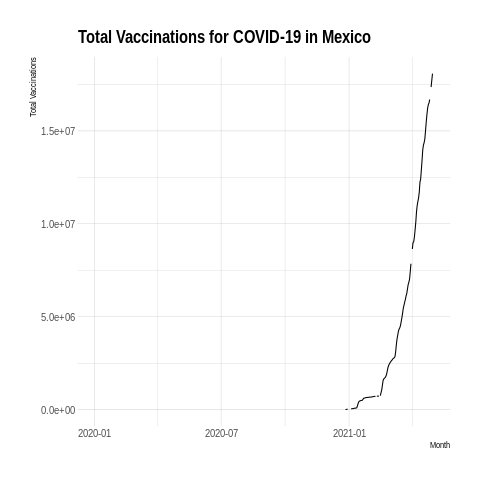 Total Vaccinations for COVID-19 in Mexico
Total Vaccinations
1.5e+07
1.0e+07
5.0e+06
0.0e+00
2020-01 2020-07 2021-01
Month